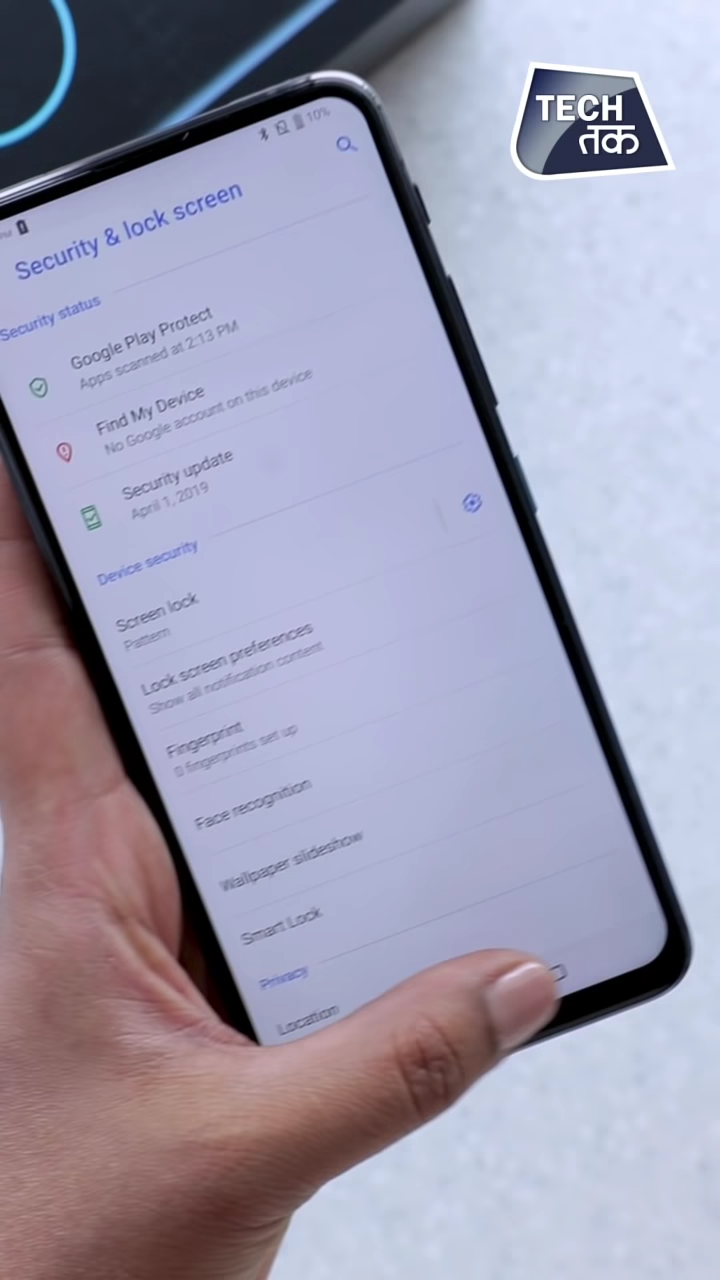 TECH
तक
10%
Security & lock screen
Security status
Google Play Protect
Apps scanned at 2:13 PM
Find My Device
No Google account on this device
Security update
April 1, 2019
Device security
Screen lock
Pattern
Lock screen preferences
Show all notification content
Fingerprint
0 fingerprints set up
Face recognition
Wallpaper slideshow
Smart Lock
Privacy
Location